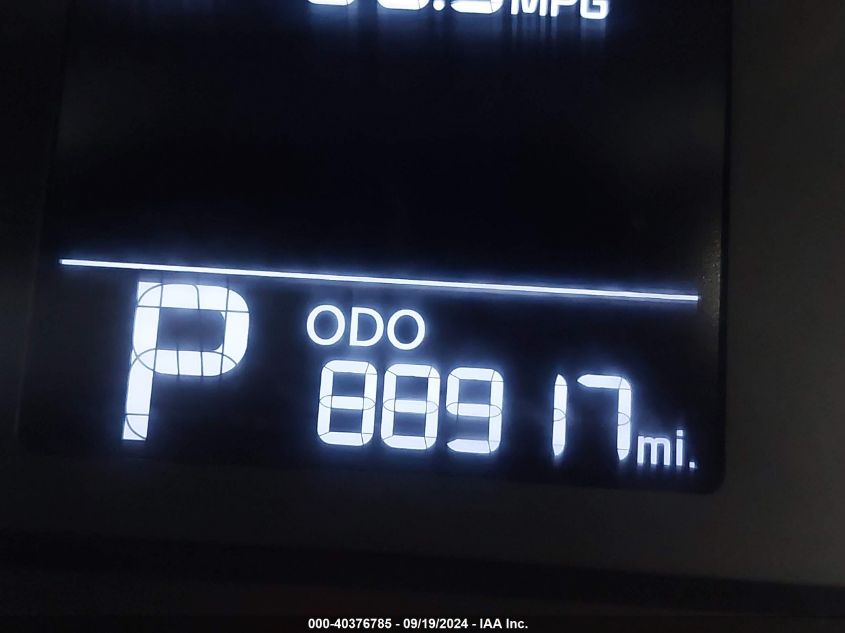 MPG
P
ODO
88917 mi.
000-40376785 - 09/19/2024 - IAA Inc.